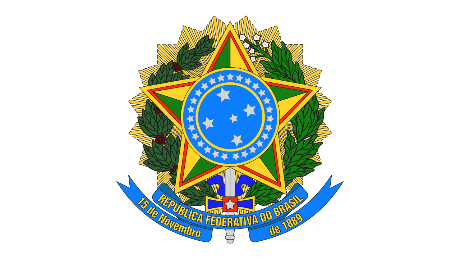 REPÚBLICA FEDERATIVA DO BRASIL
15 de Novembro de 1889